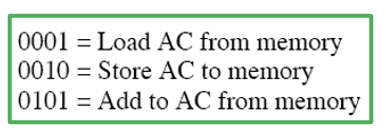 0001 = Load AC from memory
0010 = Store AC to memory
0101 = Add to AC from memory